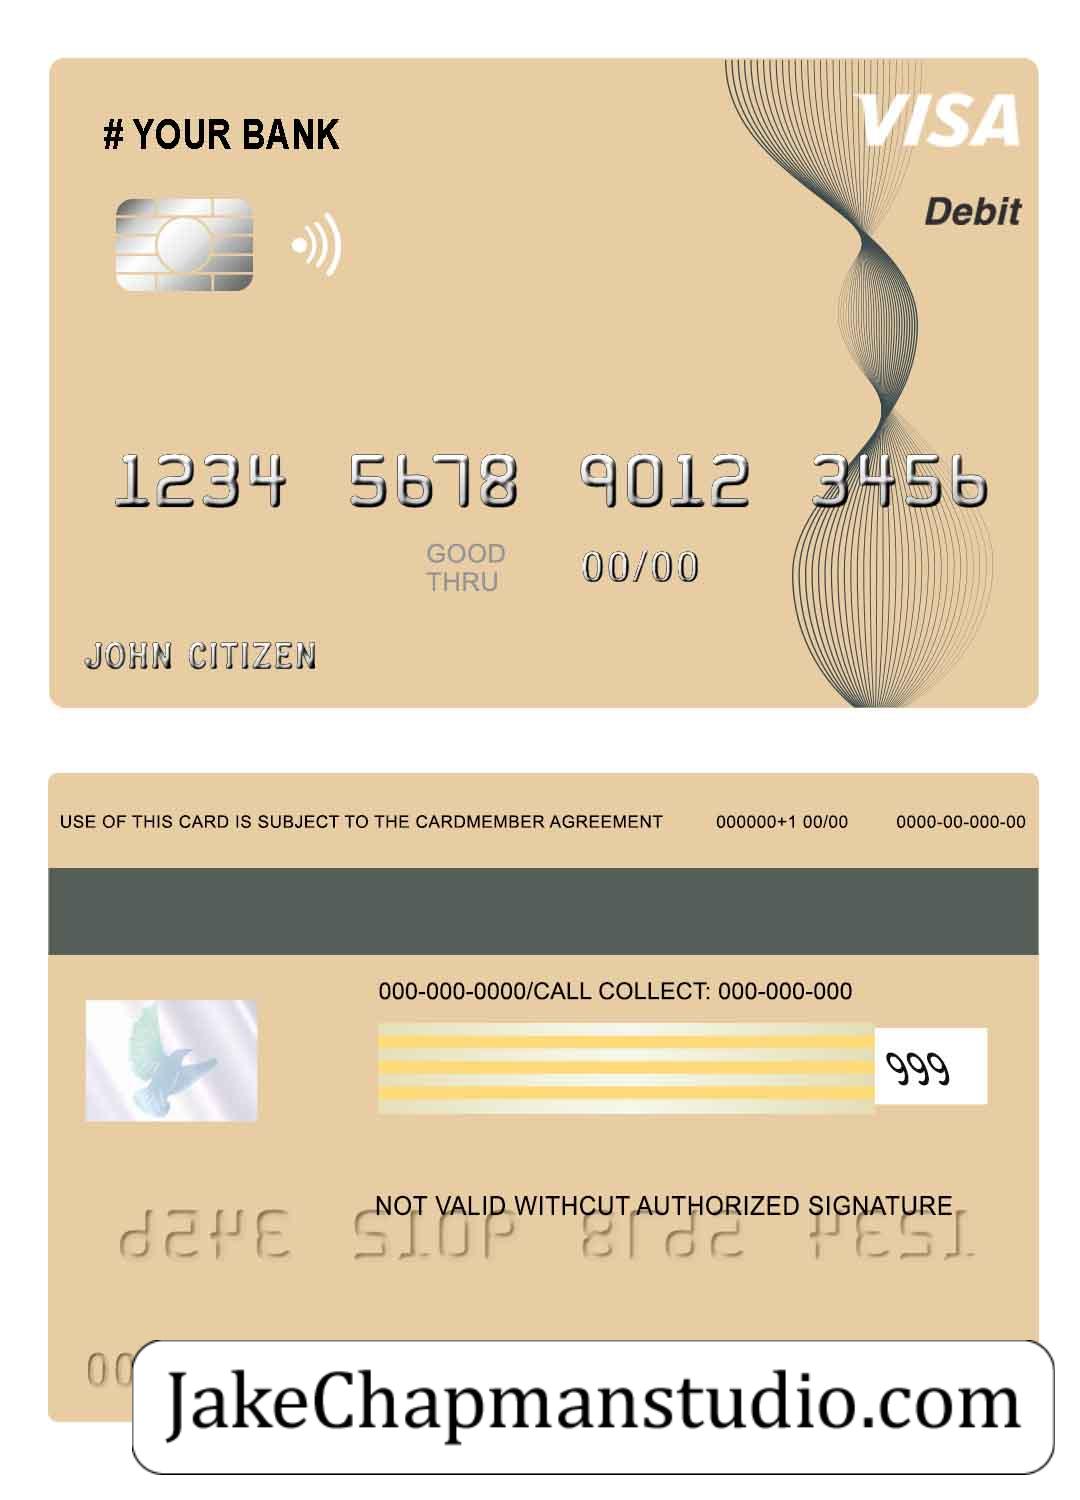 # YOUR BANK
VISA
Debit
1234 5678 9012 3456
GOOD
THRU
00/00
JOHN CITIZEN
USE OF THIS CARD IS SUBJECT TO THE CARDMEMBER AGREEMENT 000000+1 00/00 0000-00-000-00
000-000-0000/CALL COLLECT: 000-000-000
999
NOT VALID WITHCUT AUTHORIZED SIGNATURE
00
JakeChapmanstudio.com